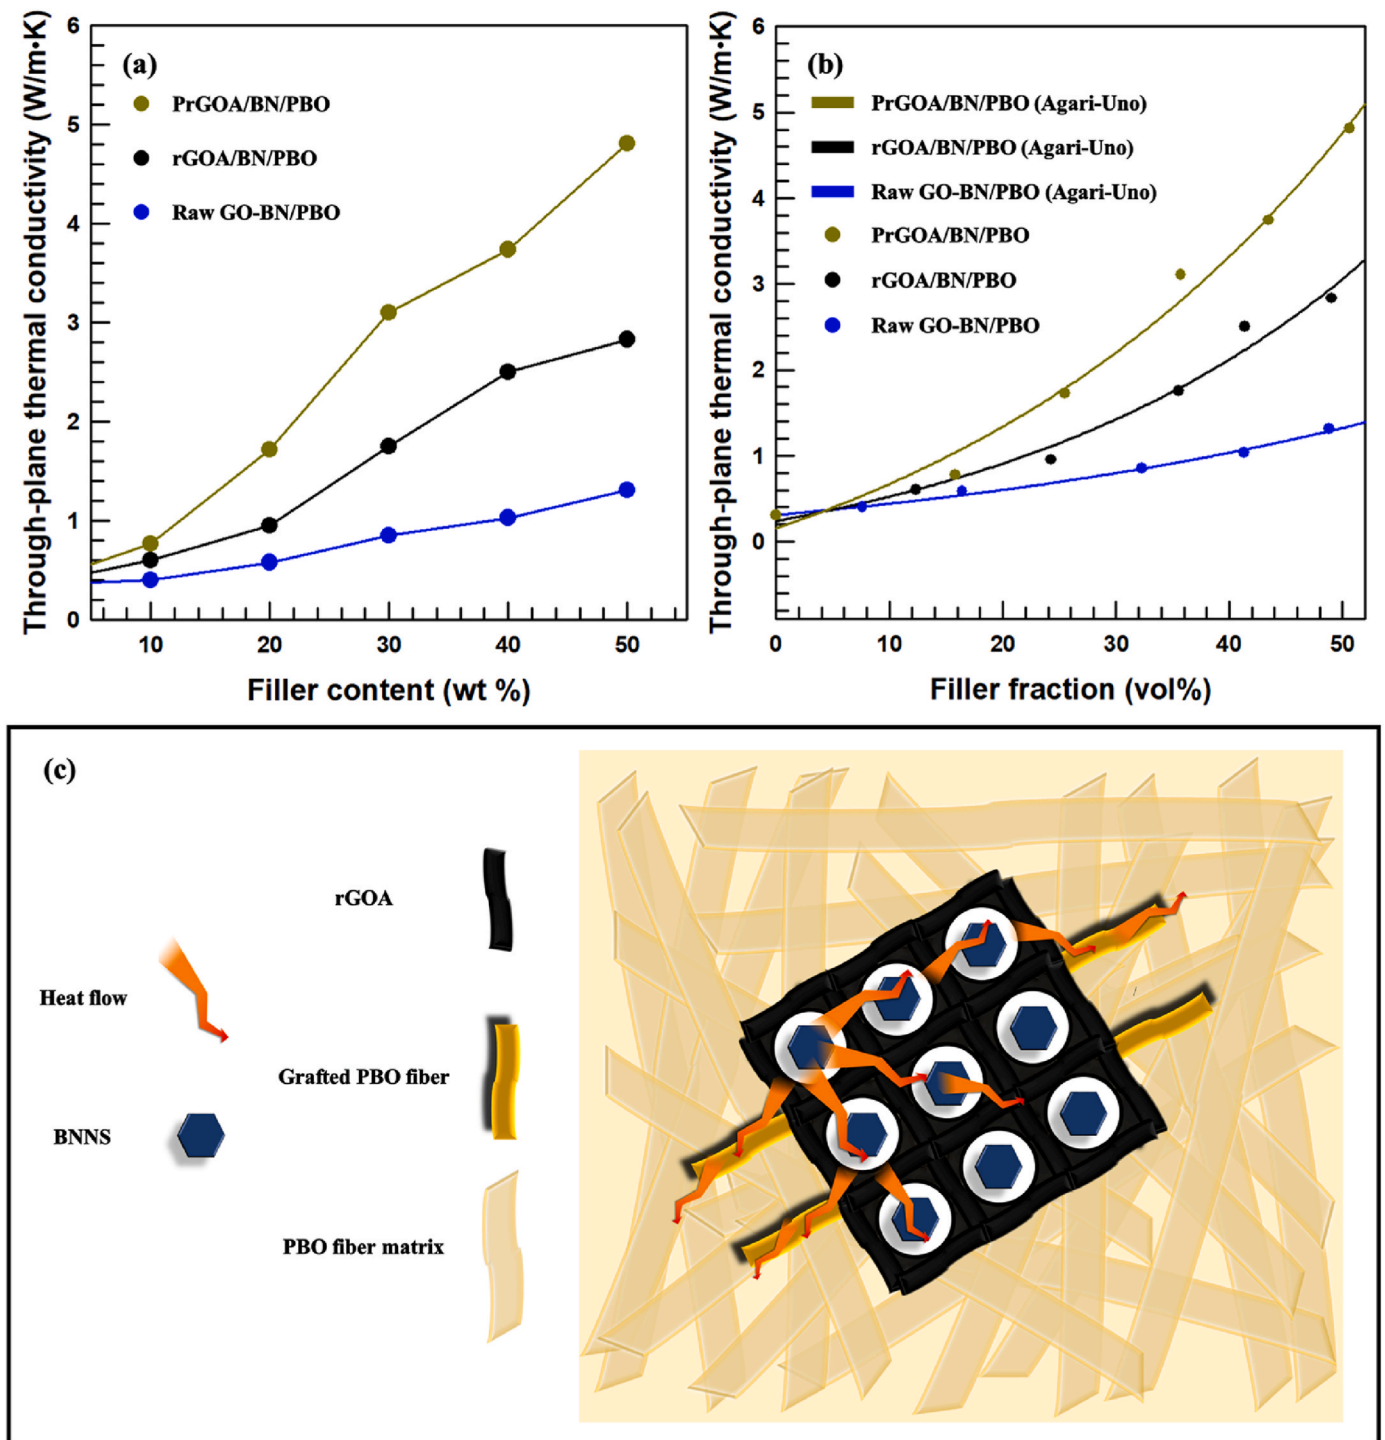 (a)
Through-plane thermal conductivity (W/m·K)
6
5
4
3
2
1
0
PrGOA/BN/PBO
rGOA/BN/PBO
Raw GO-BN/PBO
10 20 30 40 50
Filler content (wt %)
(b)
Through-plane thermal conductivity (W/m·K)
6
5
4
3
2
1
0
PrGOA/BN/PBO (Agari-Uno)
rGOA/BN/PBO (Agari-Uno)
Raw GO-BN/PBO (Agari-Uno)
PrGOA/BN/PBO
rGOA/BN/PBO
Raw GO-BN/PBO
0 10 20 30 40 50
Filler fraction (vol%)
(c)
rGOA
Heat flow
Grafted PBO fiber
BNNS
PBO fiber matrix